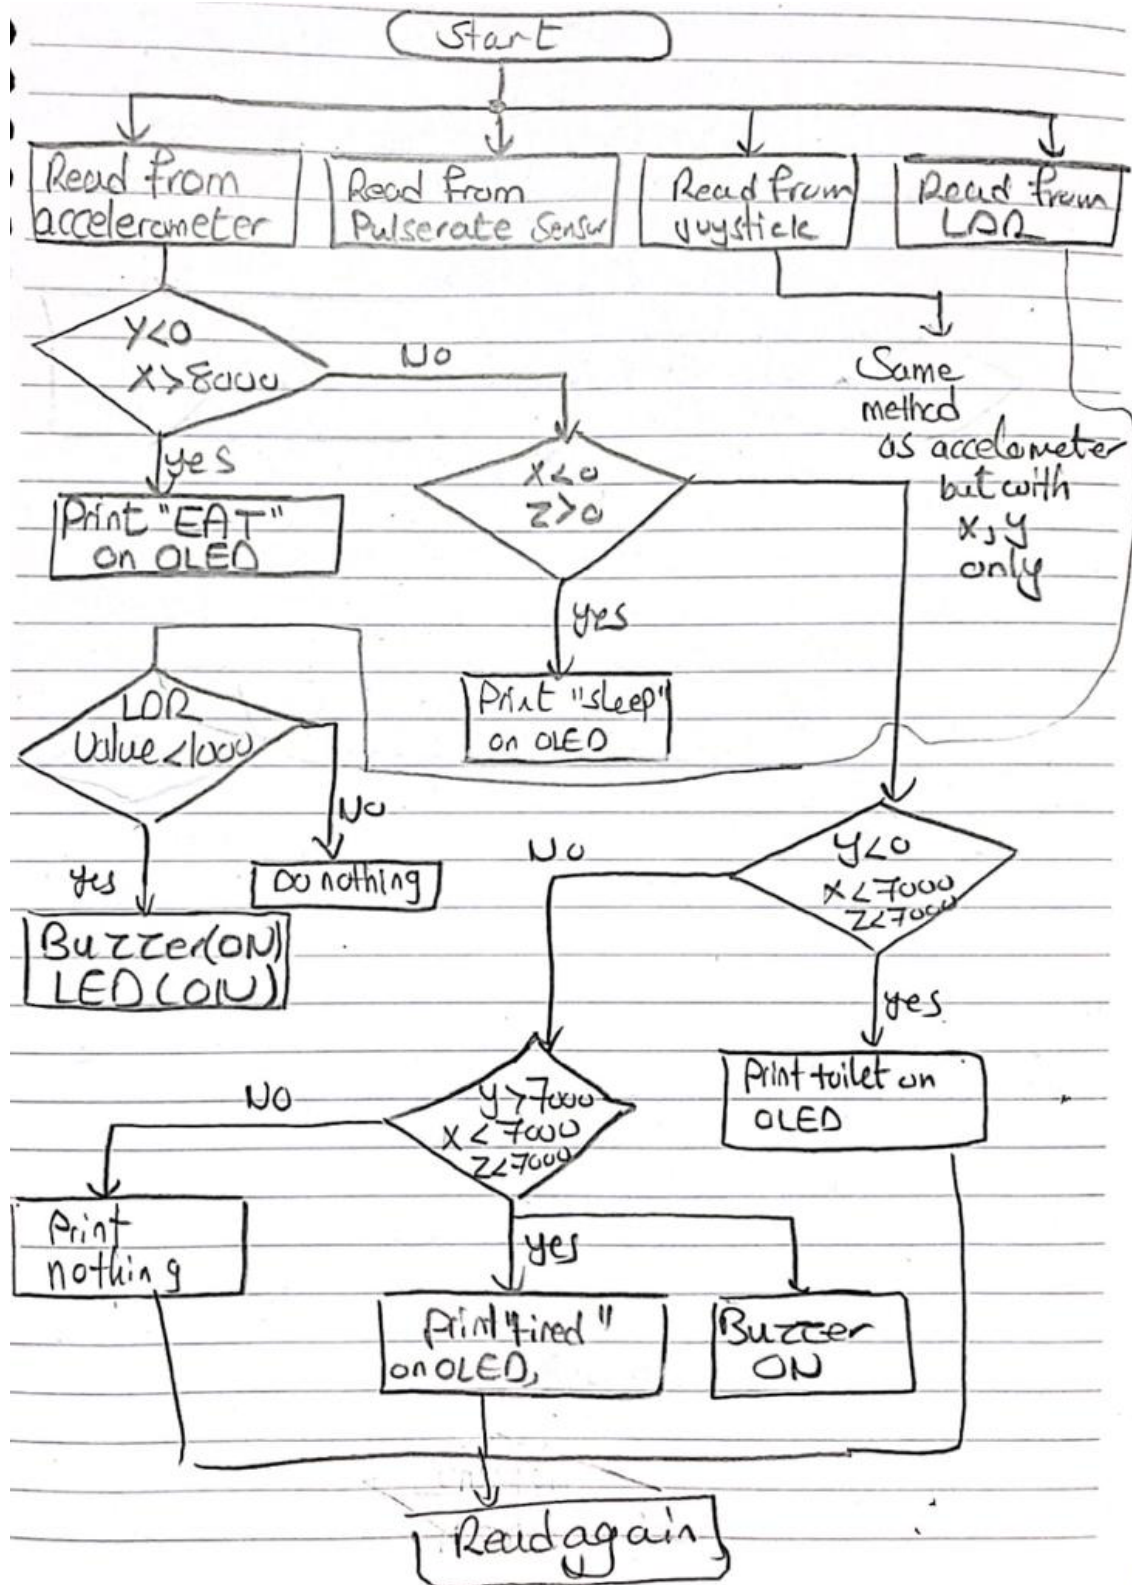 Start
Read from
accelerometer
Read from
Pulserate Sensor
Read from
joystick
Read from
LDR
Y<0
X>8000
NO
yes
Print "EAT"
on OLED
Same
method
as accelometer
but with
x, y
only
X<0
Z>0
yes
Print "sleep"
on OLED
LDR
Value<1000
NO
Do nothing
yes
Buzzer(ON)
LED(ON)
y<0
x<7000
z<7000
NO
yes
Print toilet on
OLED
y>7000
x<7000
z<7000
NO
Print
nothing
yes
Print "tired"
on OLED,
Buzzer
ON
Read again